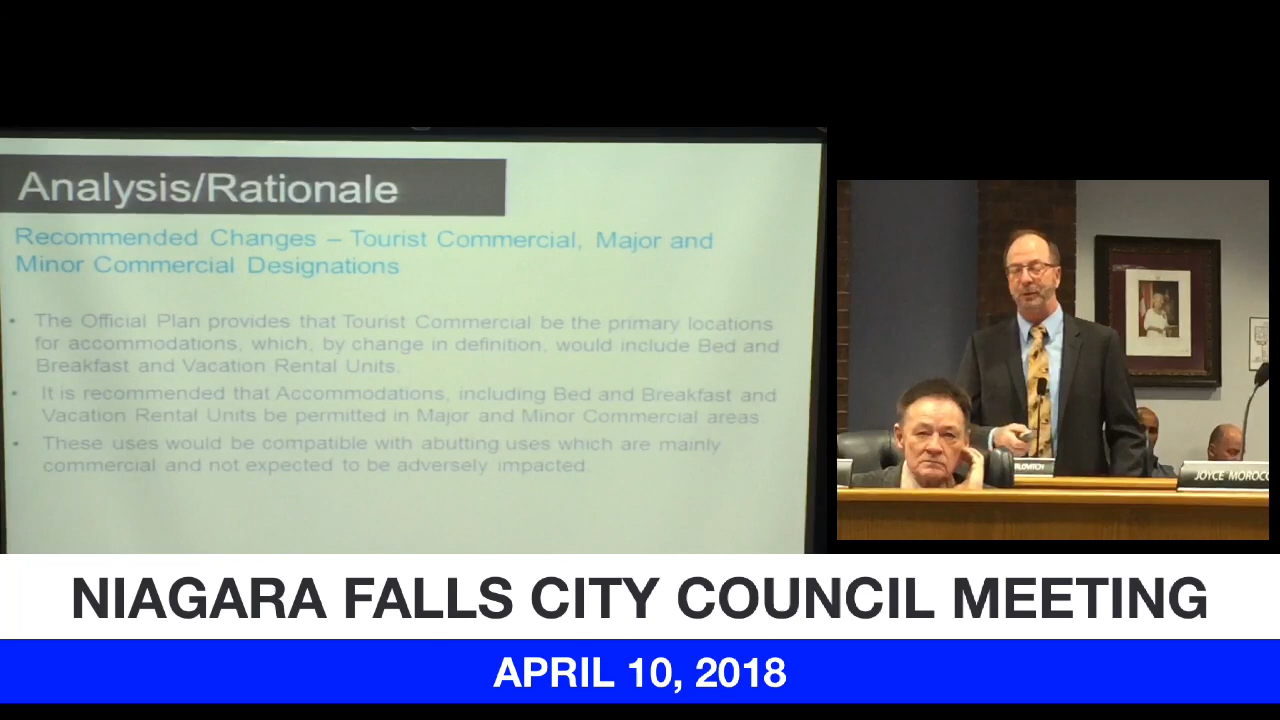 Analysis/Rationale
Recommended Changes – Tourist Commercial, Major and
Minor Commercial Designations
• The Official Plan provides that Tourist Commercial be the primary locations
for accommodations, which, by change in definition, would include Bed and
Breakfast and Vacation Rental Units.
• It is recommended that Accommodations, including Bed and Breakfast and
Vacation Rental Units be permitted in Major and Minor Commercial areas.
• These uses would be compatible with abutting uses which are mainly
commercial and not expected to be adversely impacted.
JOYCE MOROCC
NIAGARA FALLS CITY COUNCIL MEETING
APRIL 10, 2018